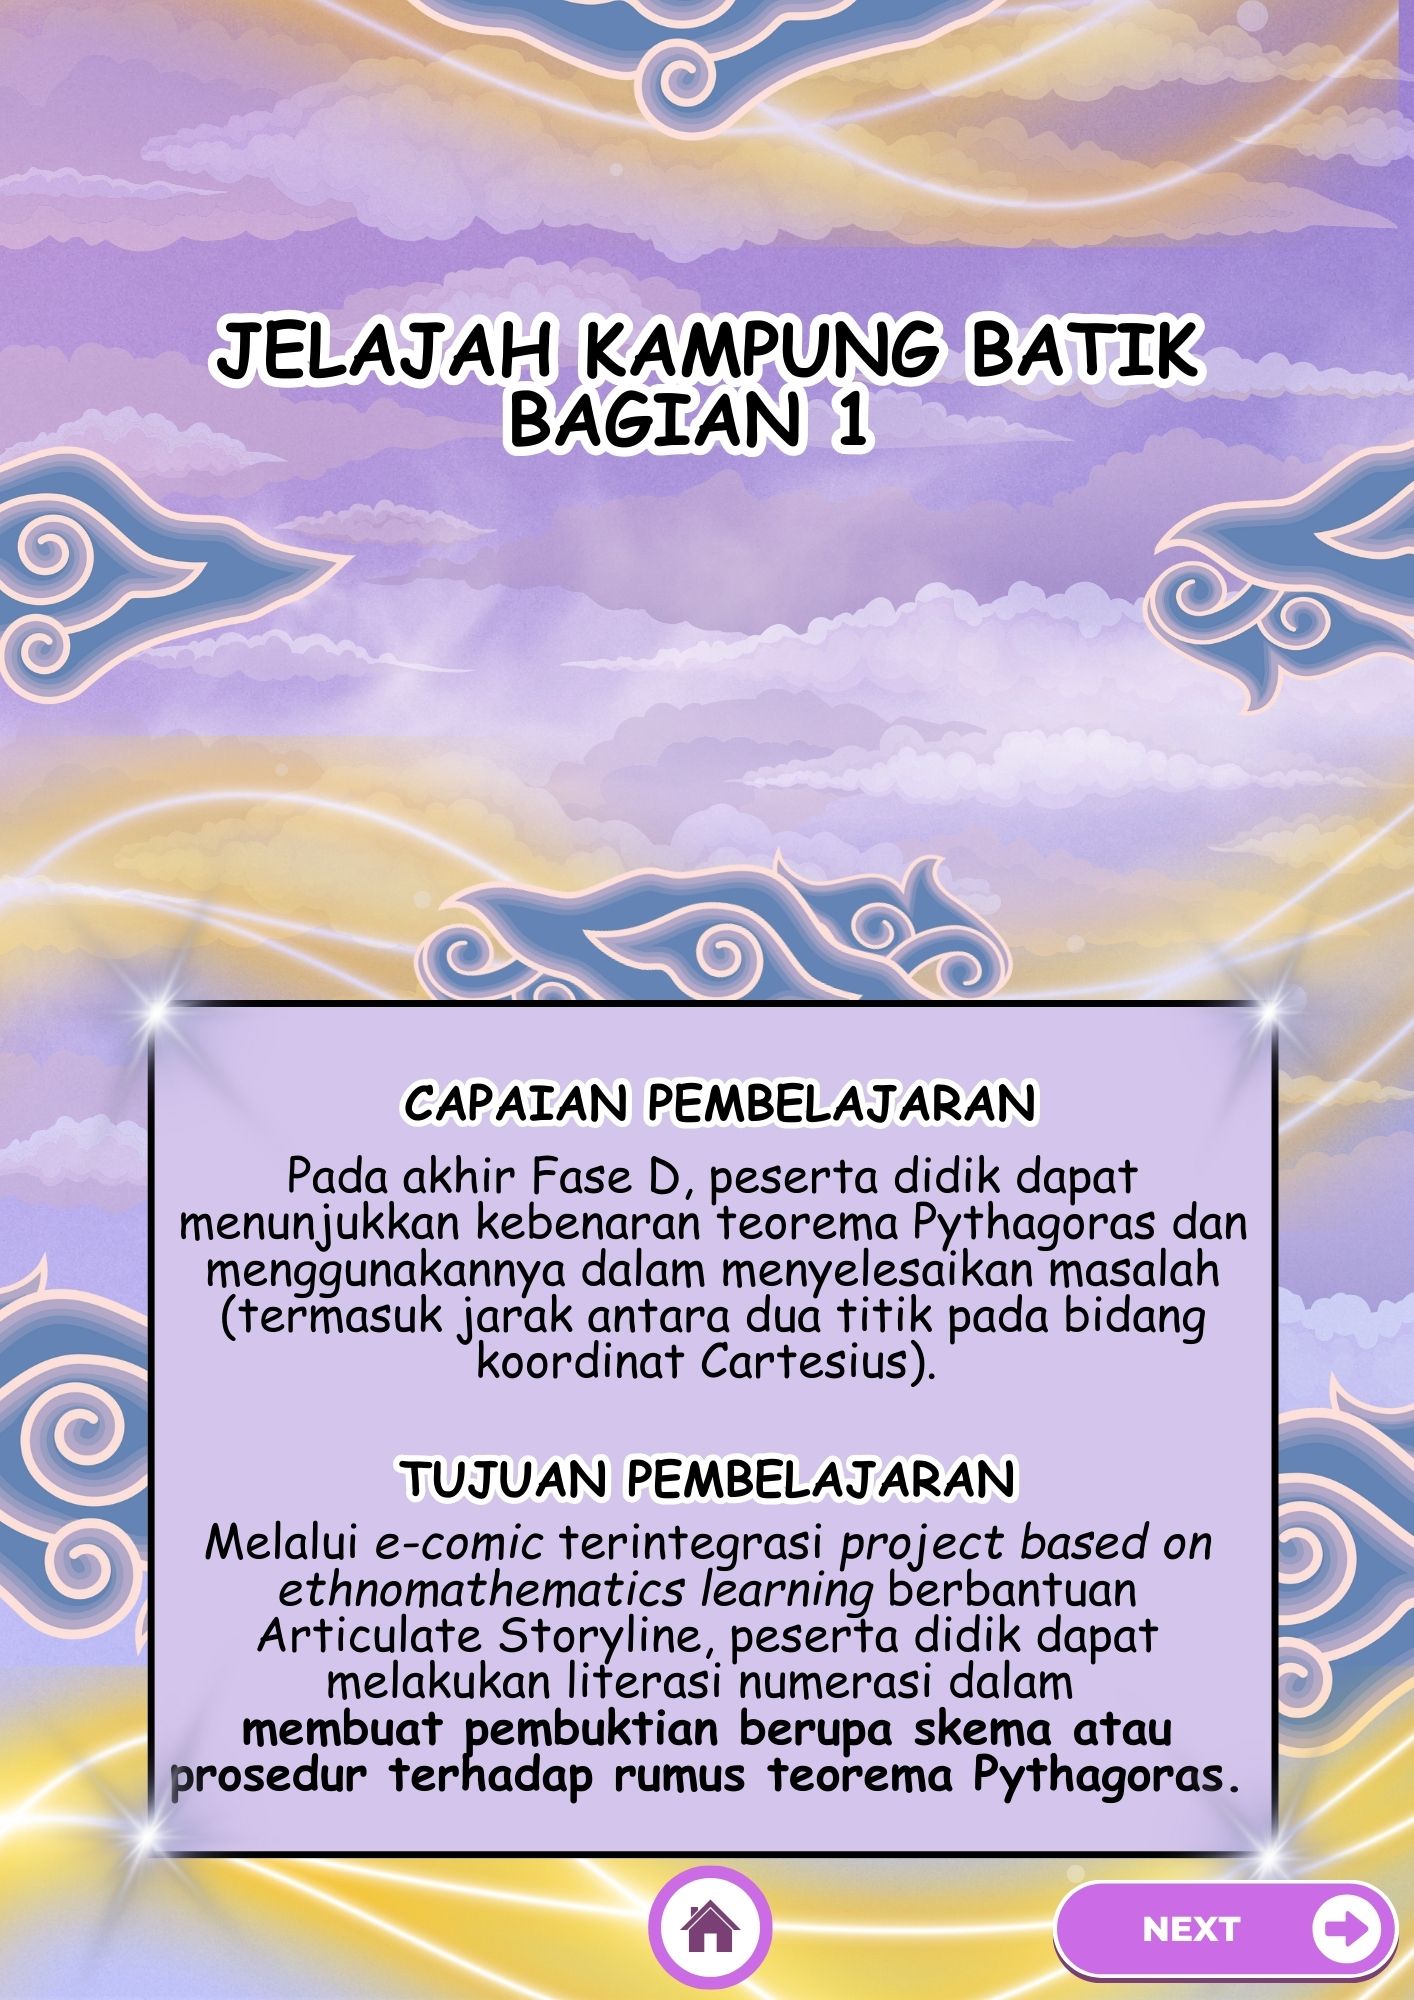 JELAJAH KAMPUNG BATIK
BAGIAN 1
CAPAIAN PEMBELAJARAN
Pada akhir Fase D, peserta didik dapat
menunjukkan kebenaran teorema Pythagoras dan
menggunakannya dalam menyelesaikan masalah
(termasuk jarak antara dua titik pada bidang
koordinat Cartesius).
TUJUAN PEMBELAJARAN
Melalui e-comic terintegrasi project based on
ethnomathematics learning berbantuan
Articulate Storyline, peserta didik dapat
melakukan literasi numerasi dalam
membuat pembuktian berupa skema atau
prosedur terhadap rumus teorema Pythagoras.
NEXT